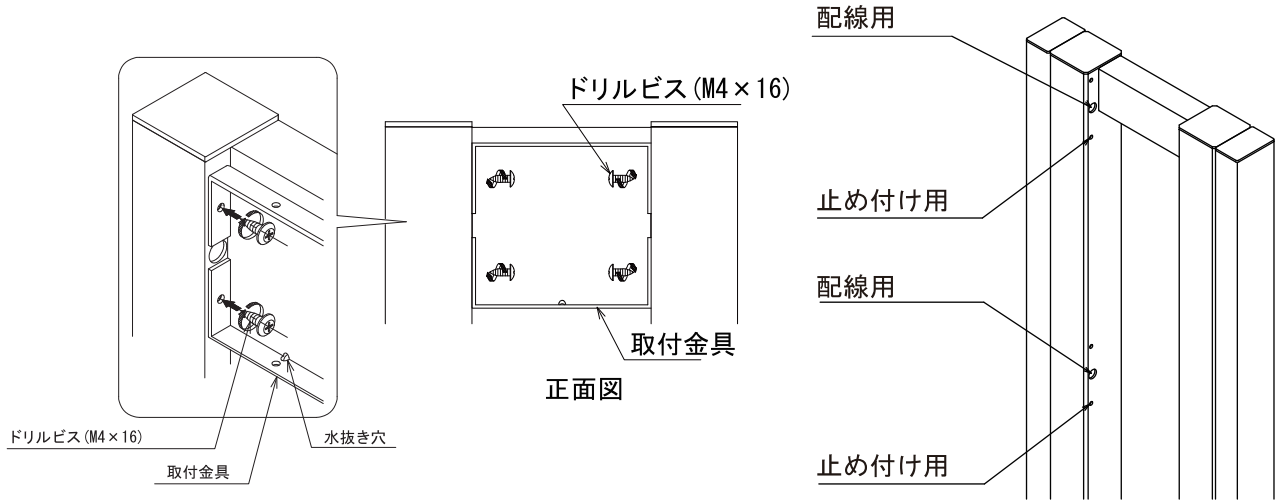 ドリルビス(M4×16)
取付金具
水抜き穴
ドリルビス(M4×16)
取付金具
正面図
配線用
止め付け用
配線用
止め付け用